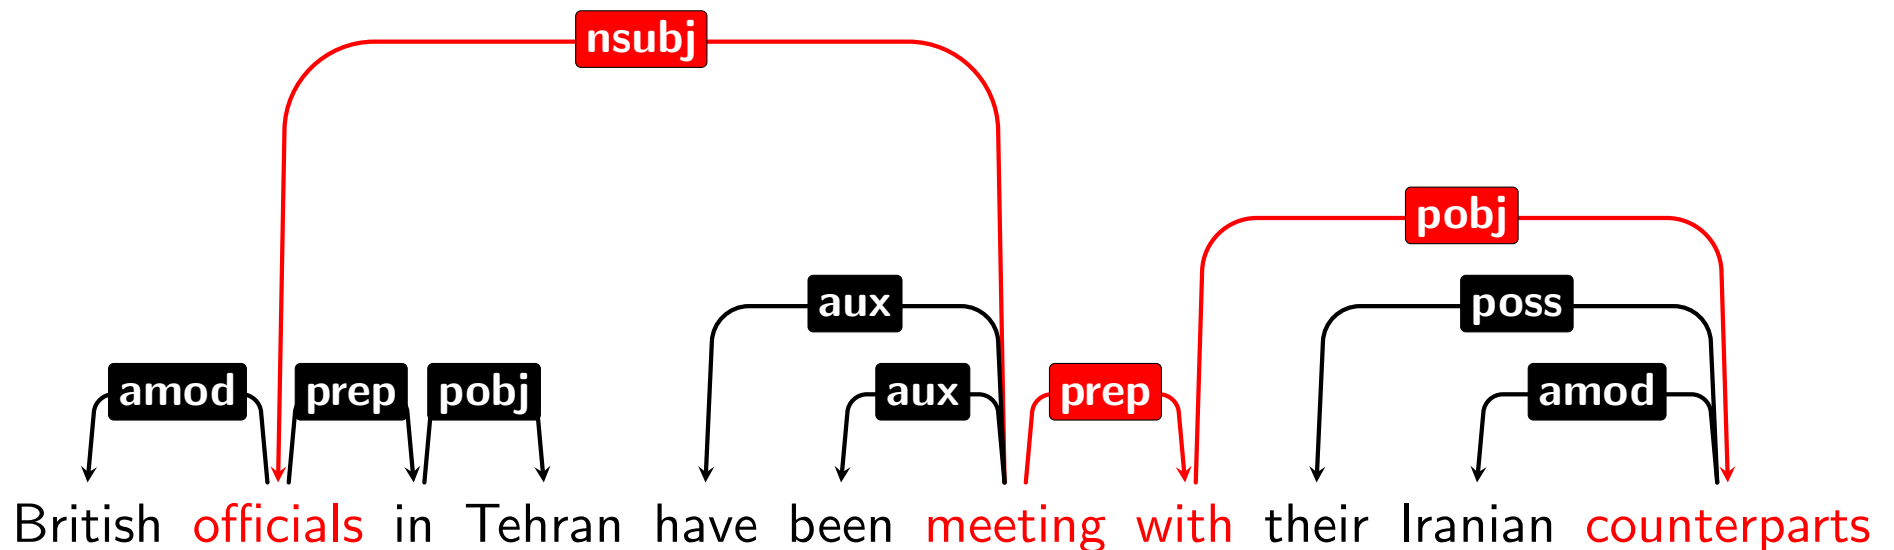 nsubj
pobj
aux poss
amod prep pobj aux prep amod
British officials in Tehran have been meeting with their Iranian counterparts